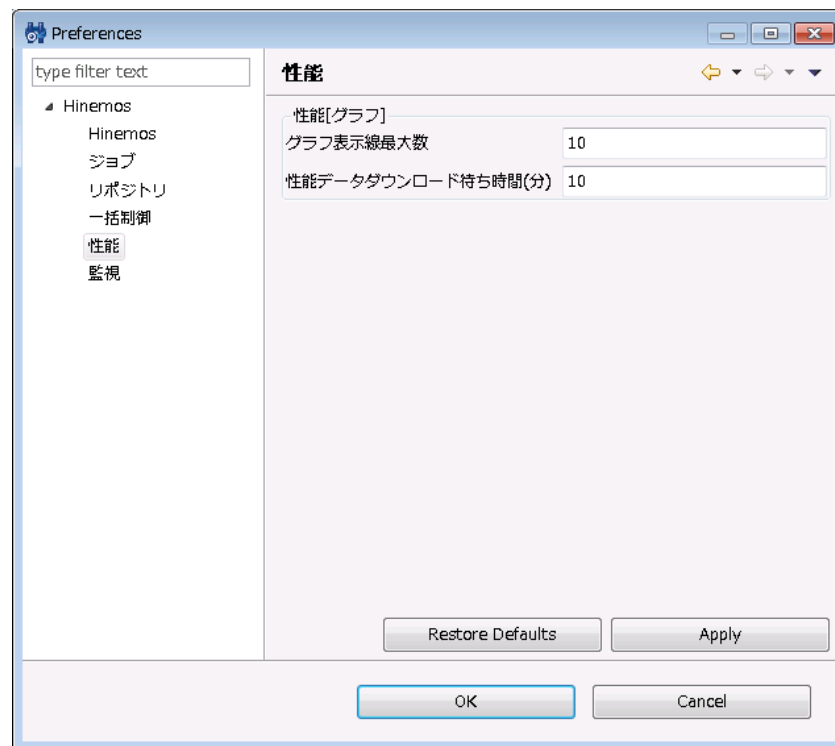 Preferences
type filter text
Hinemos
Hinemos
ジョブ
リポジトリ
一括制御
性能
監視
性能
性能[グラフ]
グラフ表示線最大数 10
性能データダウンロード待ち時間(分) 10
Restore Defaults Apply
OK Cancel